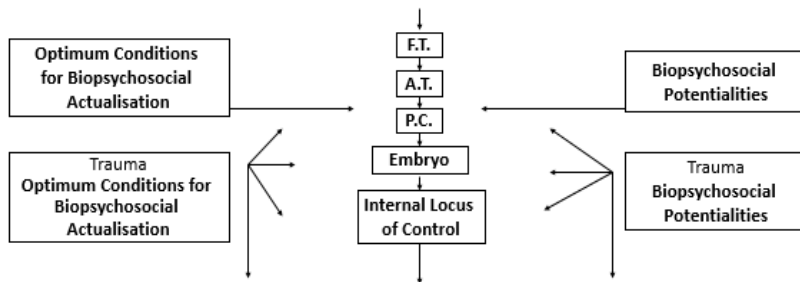 Optimum Conditions
for Biopsychosocial
Actualisation
Trauma
Optimum Conditions for
Biopsychosocial
Actualisation
F.T.
A.T.
P.C.
Embryo
Internal Locus
of Control
Biopsychosocial
Potentialities
Trauma
Biopsychosocial
Potentialities